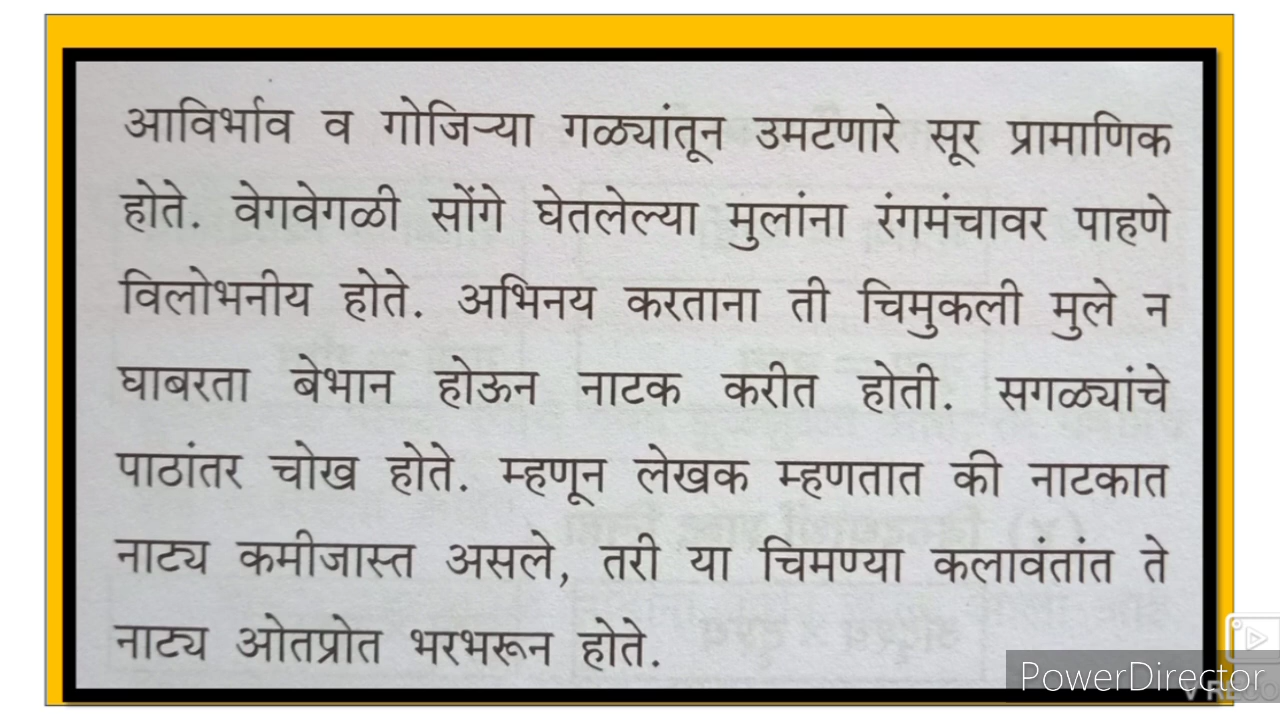 आविर्भाव व गोजिऱ्या गळ्यांतून उमटणारे सूर प्रामाणिक
होते. वेगवेगळी सोंगे घेतलेल्या मुलांना रंगमंचावर पाहणे
विलोभनीय होते. अभिनय करताना ती चिमुकली मुले न
घाबरता बेभान होऊन नाटक करीत होती. सगळ्यांचे
पाठांतर चोख होते. म्हणून लेखक म्हणतात की नाटकात
नाट्य कमीजास्त असले, तरी या चिमण्या कलावंतांत ते
नाट्य ओतप्रोत भरभरून होते.
PowerDirector